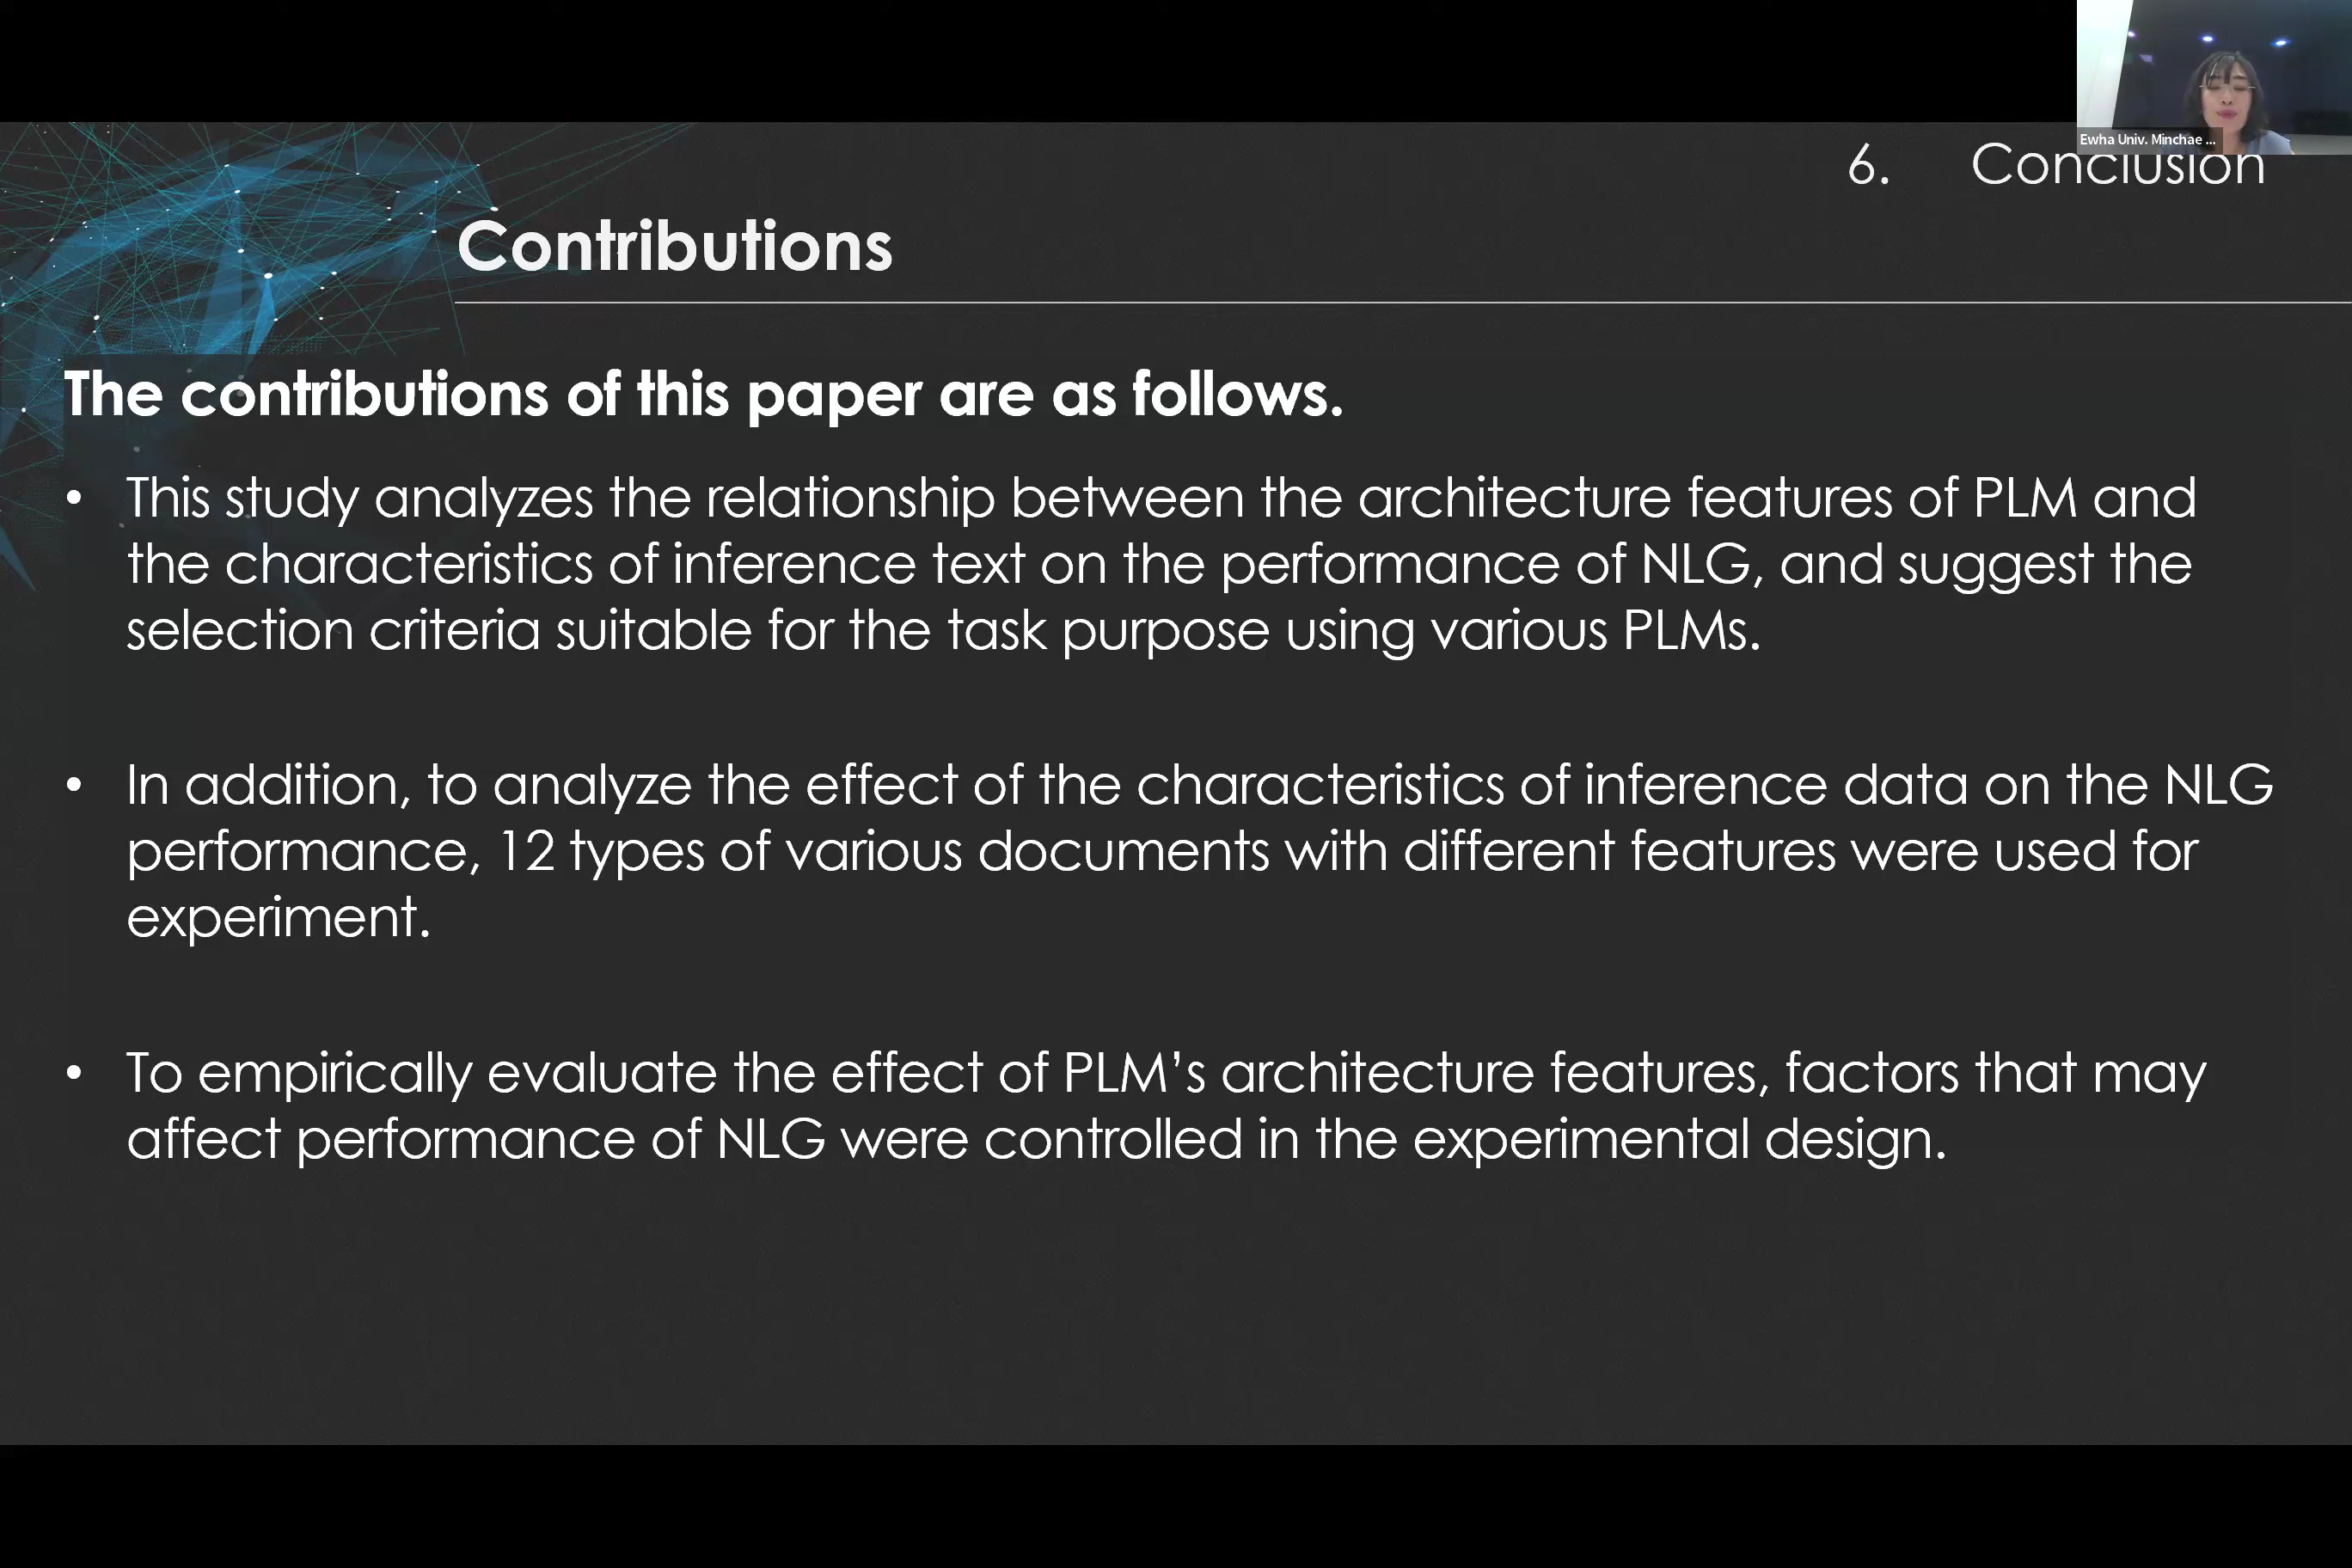 Ewha Univ. Minchae ...
6. Conclusion
Contributions
The contributions of this paper are as follows.
• This study analyzes the relationship between the architecture features of PLM and
the characteristics of inference text on the performance of NLG, and suggest the
selection criteria suitable for the task purpose using various PLMs.
• In addition, to analyze the effect of the characteristics of inference data on the NLG
performance, 12 types of various documents with different features were used for
experiment.
• To empirically evaluate the effect of PLM’s architecture features, factors that may
affect performance of NLG were controlled in the experimental design.